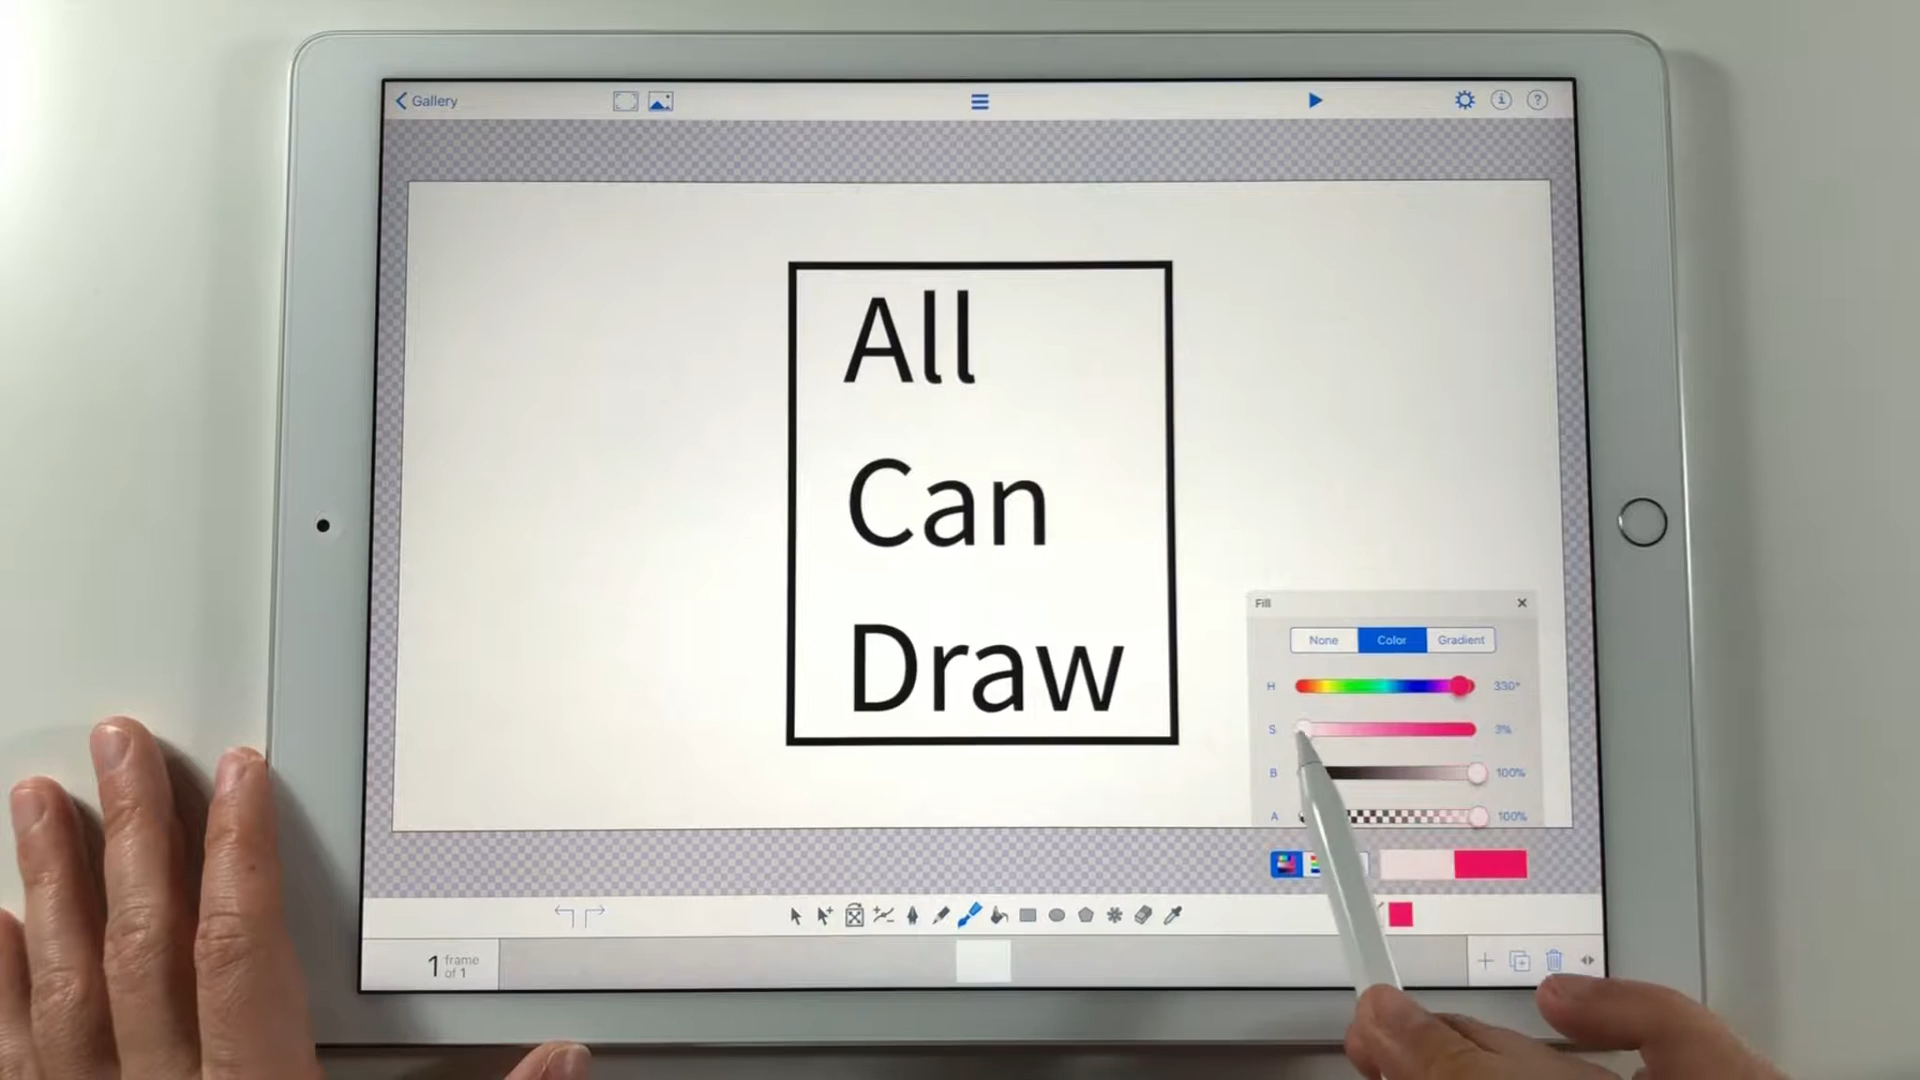 Gallery
All
Can
Draw
Fill
None Color Gradient
H 330°
S 3%
B 100%
A 100%
1 frame of 1